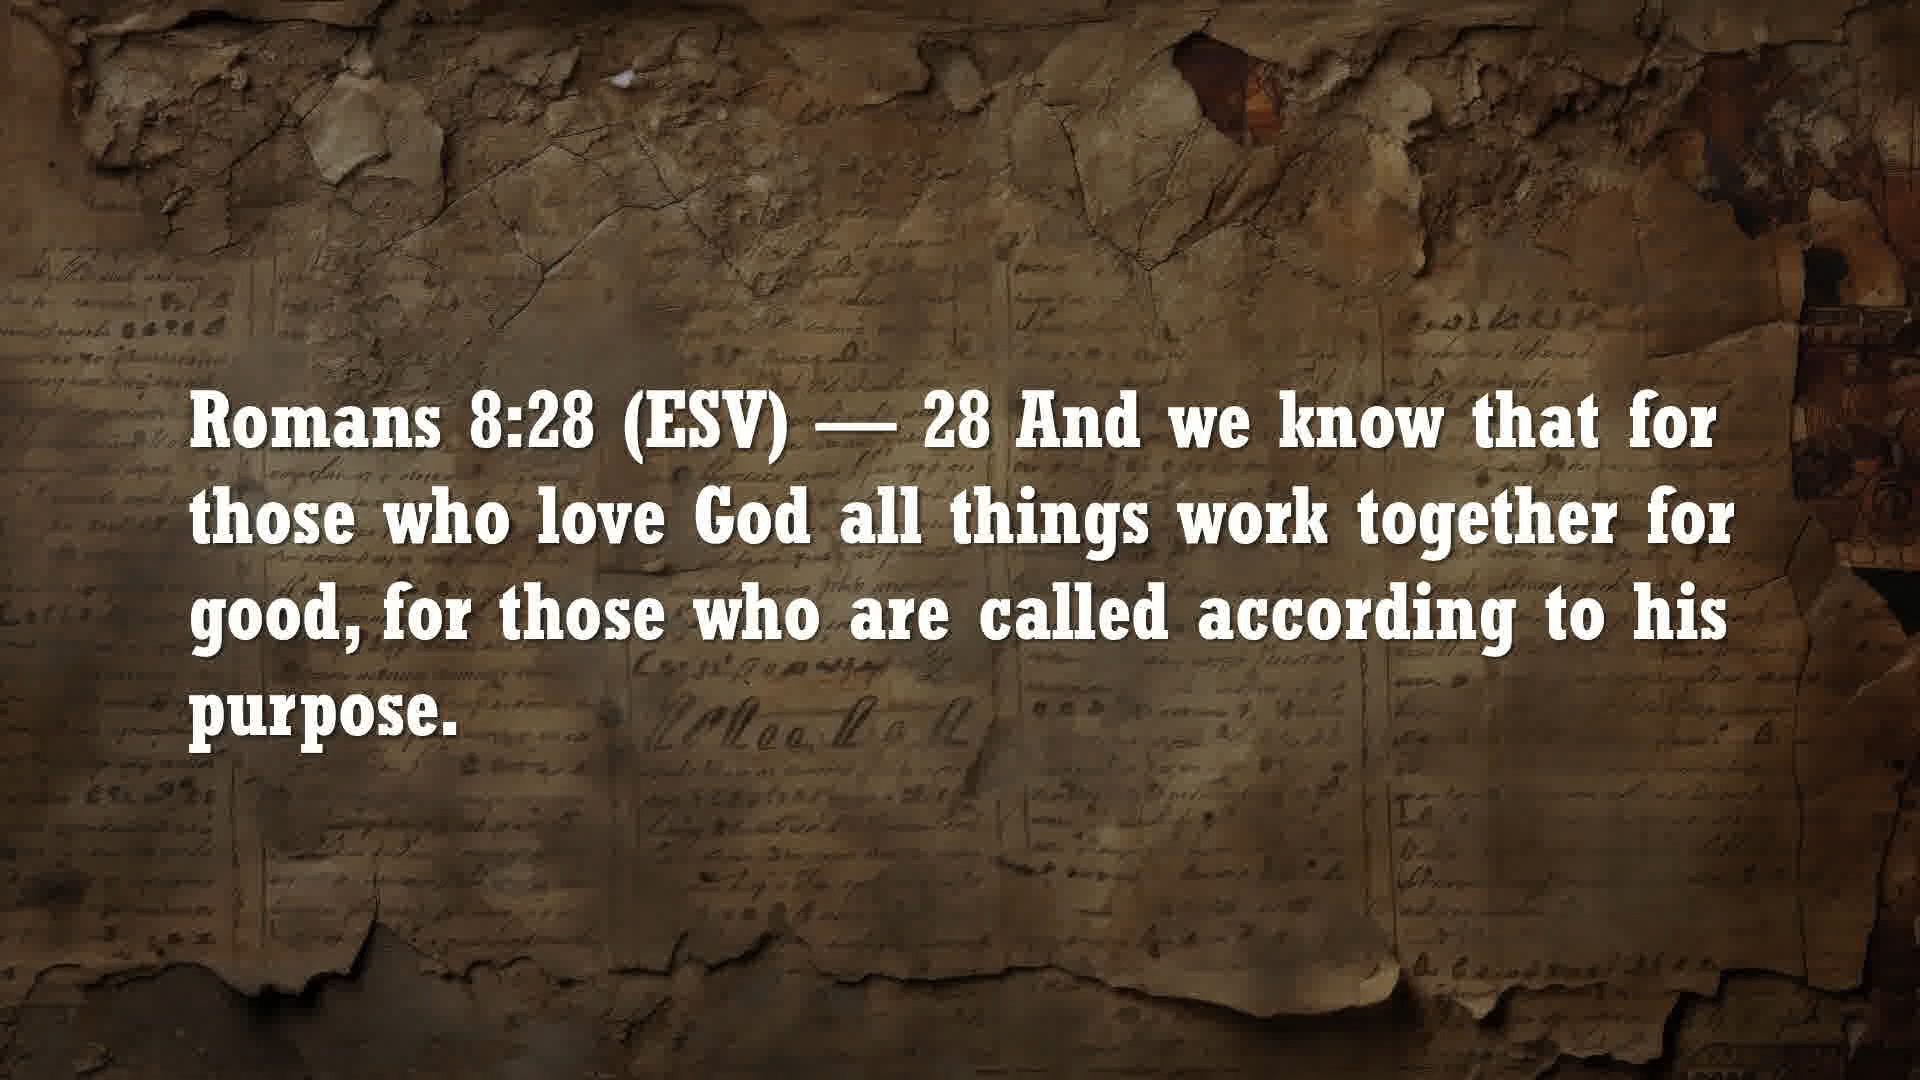 Romans 8:28 (ESV) — 28 And we know that for
those who love God all things work together for
good, for those who are called according to his
purpose.